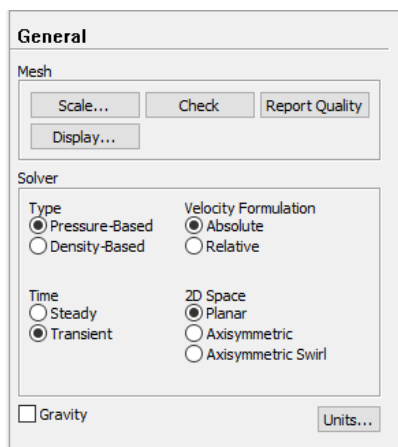 General
Mesh
Scale... Check Report Quality
Display...
Solver
Type Velocity Formulation
Pressure-Based Absolute
Density-Based Relative
Time 2D Space
Steady Planar
Transient Axisymmetric
Axisymmetric Swirl
Gravity Units...